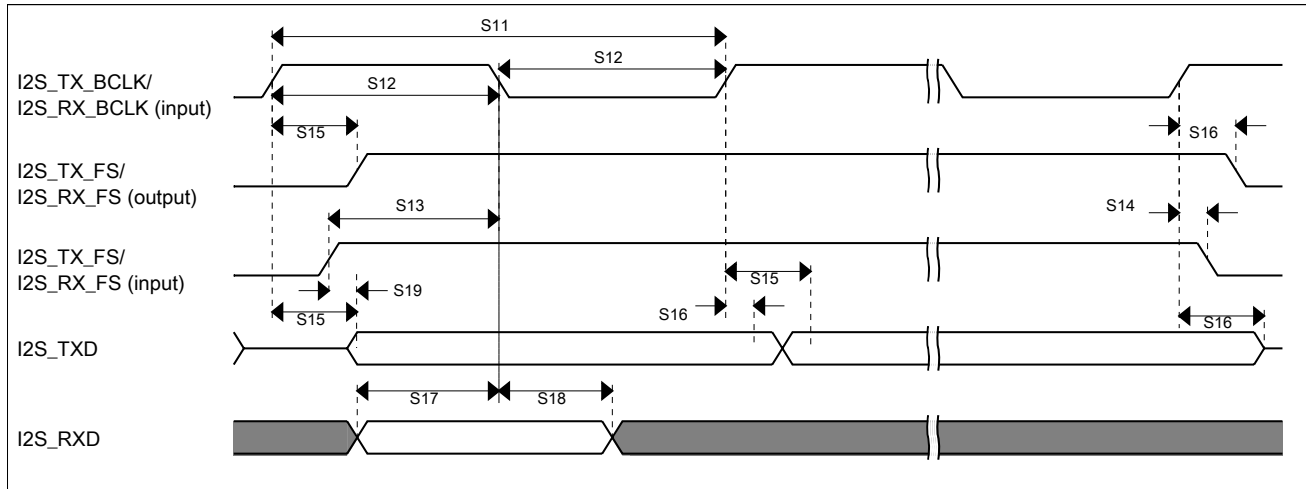 S11
I2S_TX_BCLK/
I2S_RX_BCLK (input)
S12
S12
S15
S16
I2S_TX_FS/
I2S_RX_FS (output)
S13
S14
I2S_TX_FS/
I2S_RX_FS (input)
S15
S19
S15
S16
S16
I2S_TXD
S17
S18
I2S_RXD